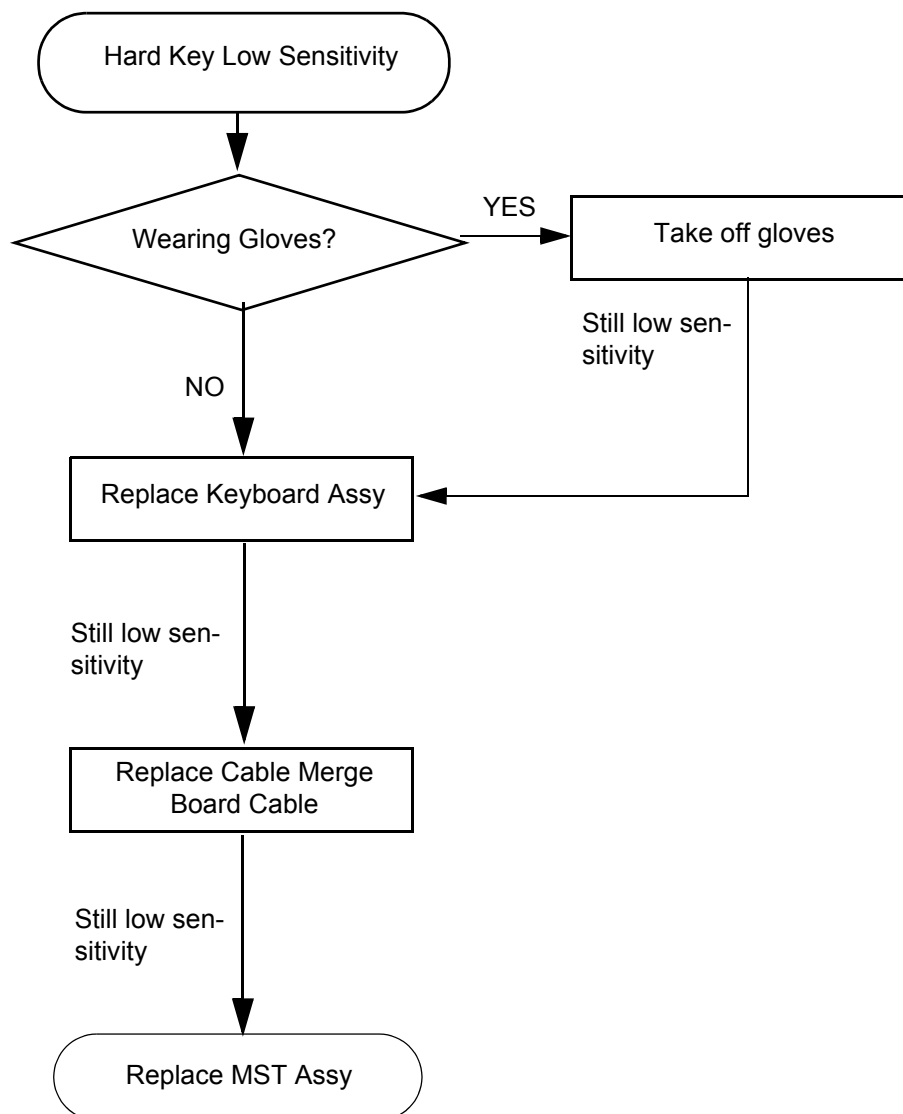 Hard Key Low Sensitivity
Wearing Gloves?
YES
Take off gloves
Still low sen-
sitivity
NO
Replace Keyboard Assy
Still low sen-
sitivity
Replace Cable Merge
Board Cable
Still low sen-
sitivity
Replace MST Assy